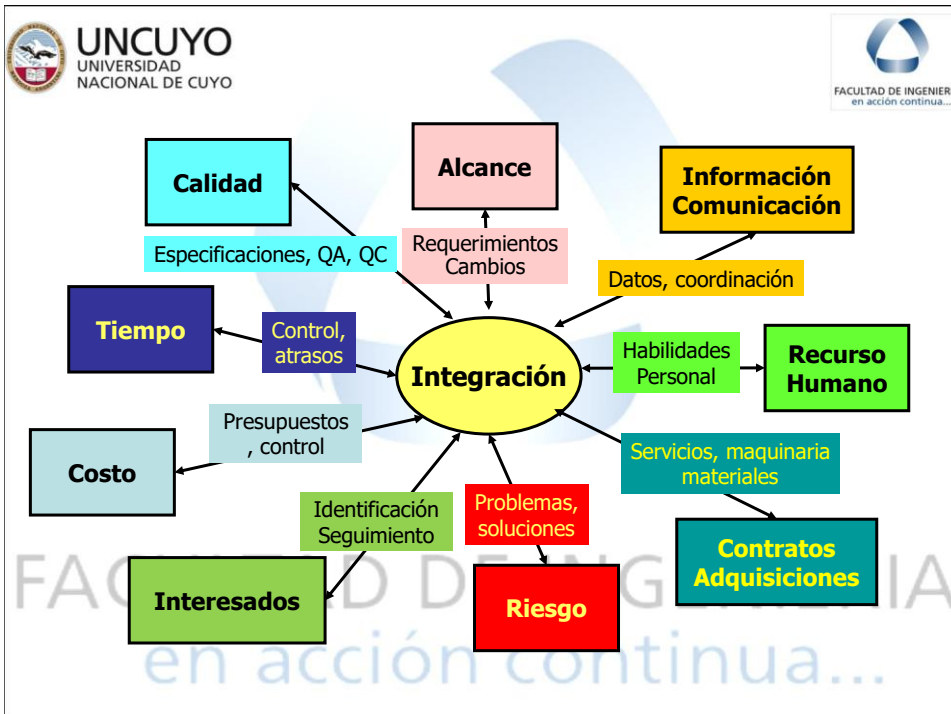 UNCUYO
UNIVERSIDAD
NACIONAL DE CUYO
FACULTAD DE INGENIER
en acción continua...
Calidad
Alcance
Información
Comunicación
Especificaciones, QA, QC
Requerimientos
Cambios
Datos, coordinación
Tiempo
Control,
atrasos
Integración
Habilidades
Personal
Recurso
Humano
Costo
Presupuestos
, control
Servicios, maquinaria
materiales
Identificación
Seguimiento
Problemas,
soluciones
Contratos
Adquisiciones
Interesados
Riesgo
FACULTAD DE INGENIERIA
en acción continua...